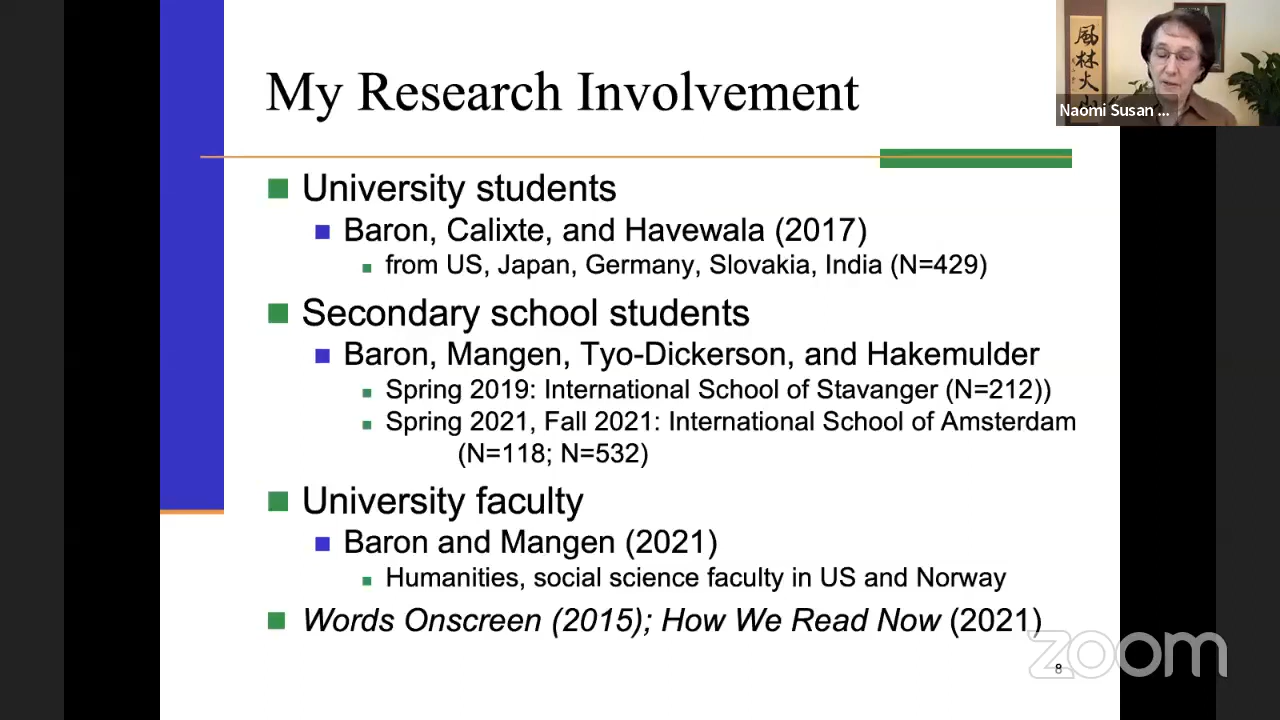 My Research Involvement
University students
Baron, Calixte, and Havewala (2017)
from US, Japan, Germany, Slovakia, India (N=429)
Secondary school students
Baron, Mangen, Tyo-Dickerson, and Hakemulder
Spring 2019: International School of Stavanger (N=212))
Spring 2021, Fall 2021: International School of Amsterdam
(N=118; N=532)
University faculty
Baron and Mangen (2021)
Humanities, social science faculty in US and Norway
Words Onscreen (2015); How We Read Now (2021)
8
zoom
風林火
Naomi Susan ...